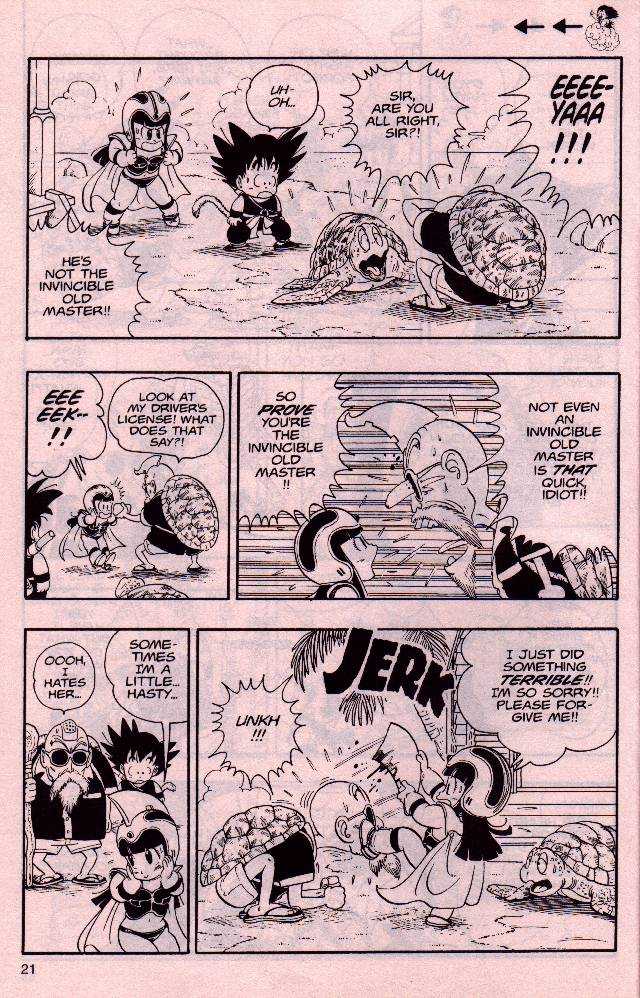 EEEE-
YAAA
!!!
SIR,
ARE YOU
ALL RIGHT,
SIR?!
UH-
OH...
HE'S
NOT THE
INVINCIBLE
OLD
MASTER!!
NOT EVEN
AN
INVINCIBLE
OLD
MASTER
IS THAT
QUICK,
IDIOT!!
SO
PROVE
YOU'RE
THE
INVINCIBLE
OLD
MASTER
!!
LOOK AT
MY DRIVER'S
LICENSE! WHAT
DOES THAT
SAY?!
EEE
EEK--
!!
I JUST DID
SOMETHING
TERRIBLE!!
I'M SO SORRY!!
PLEASE FOR-
GIVE ME!!
JERK
UNKH
!!!
SOME-
TIMES
I'M A
LITTLE...
HASTY...
OOOH,
I
HATES
HER...
21